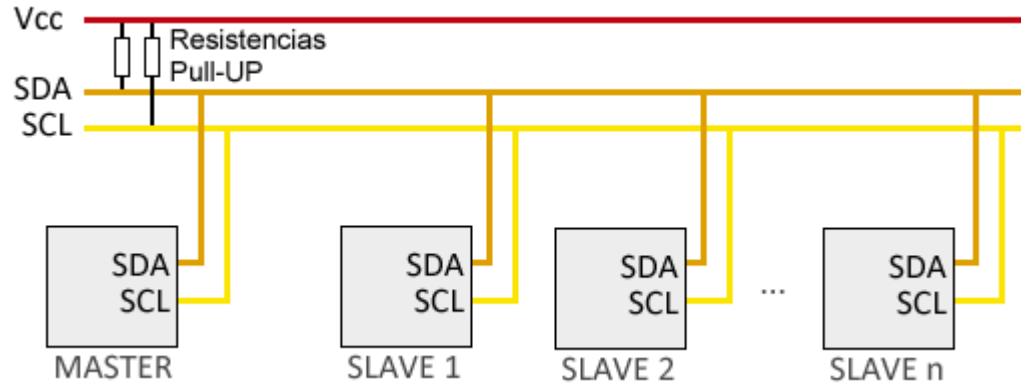 Vcc
Resistencias
Pull-UP
SDA
SCL
SDA
SCL
MASTER
SDA
SCL
SLAVE 1
SDA
SCL
SLAVE 2
...
SDA
SCL
SLAVE n